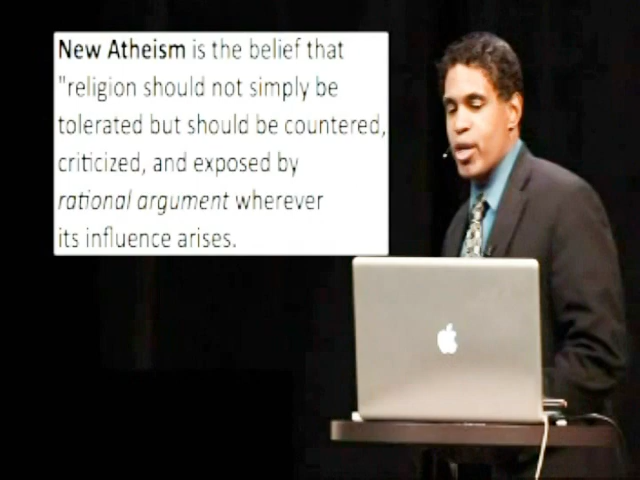 New Atheism is the belief that
"religion should not simply be
tolerated but should be countered,
criticized, and exposed by
rational argument wherever
its influence arises.